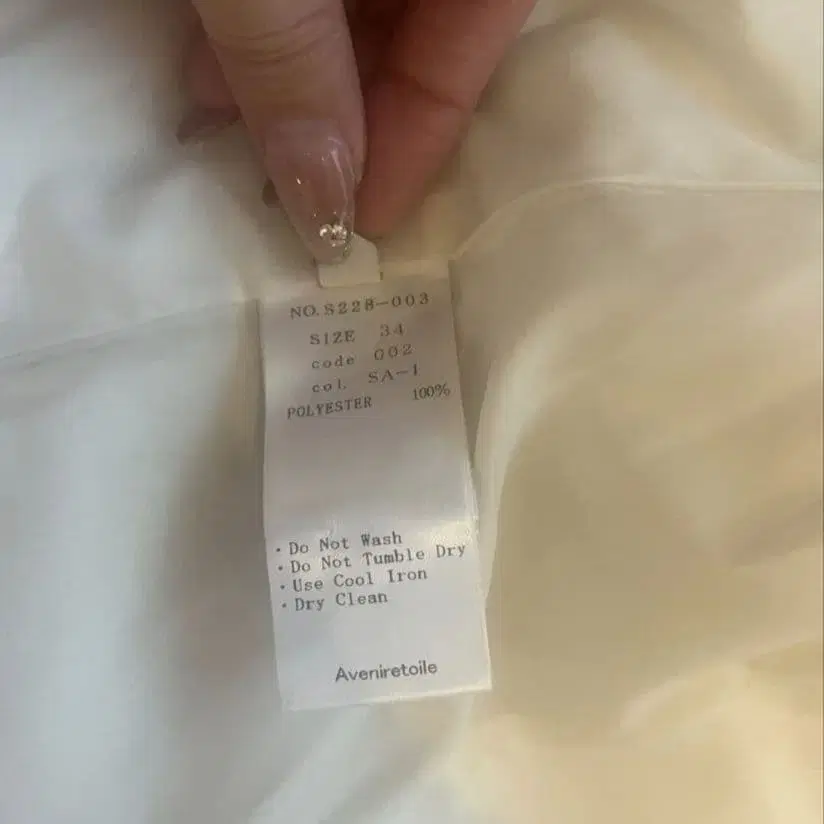 NO. S228-003
SIZE 34
code 002
col. SA-1
POLYESTER 100%
・Do Not Wash
・Do Not Tumble Dry
・Use Cool Iron
・Dry Clean
Aveniretoile